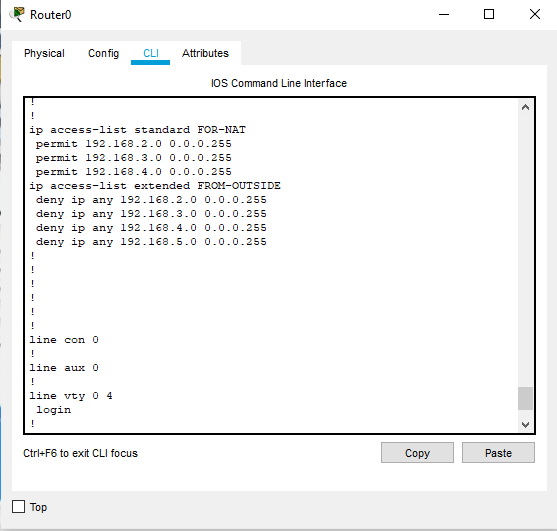 Router0
Physical Config CLI Attributes
IOS Command Line Interface
!
!
ip access-list standard FOR-NAT
 permit 192.168.2.0 0.0.0.255
 permit 192.168.3.0 0.0.0.255
 permit 192.168.4.0 0.0.0.255
ip access-list extended FROM-OUTSIDE
 deny ip any 192.168.2.0 0.0.0.255
 deny ip any 192.168.3.0 0.0.0.255
 deny ip any 192.168.4.0 0.0.0.255
 deny ip any 192.168.5.0 0.0.0.255
!
!
!
!
!
!
line con 0
!
line aux 0
!
line vty 0 4
 login
!
Ctrl+F6 to exit CLI focus
Copy Paste
Top